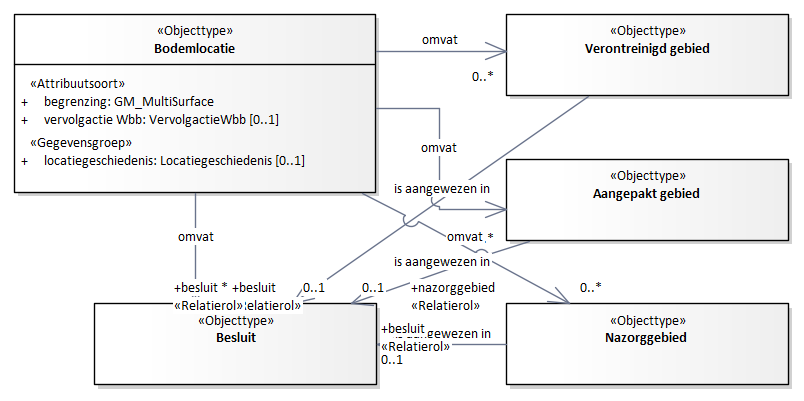 «Objecttype»
Bodemlocatie
«Attribuutsoort»
+ begrenzing: GM_MultiSurface
+ vervolgactie Wbb: VervolgactieWbb [0..1]
«Gegevensgroep»
+ locatiegeschiedenis: Locatiegeschiedenis [0..1]
omvat
0..*
«Objecttype»
Verontreinigd gebied
omvat
is aangewezen in
«Objecttype»
Aangepakt gebied
omvat
omvat
.*
is aangewezen in
+besluit
*
+besluit
0..1
0..1
+nazorggebied
0..*
«Relatierol»
elatierol»
«Relatierol»
«Objecttype»
Besluit
+besluit
aangewezen in
«Relatierol»
0..1
«Objecttype»
Nazorggebied